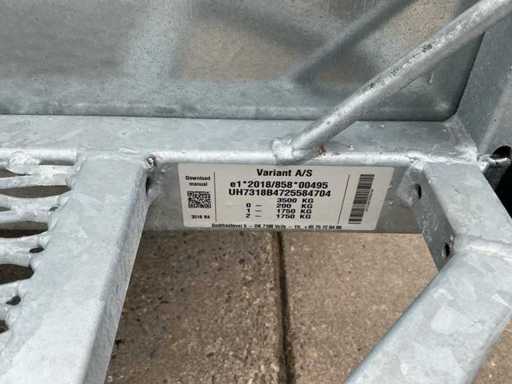 Download
manual
Variant A/S
e1*2018/858*00495
UH7318B4725584704
3500 KG
0 – 200 KG
1 – 1750 KG
2 – 1750 KG